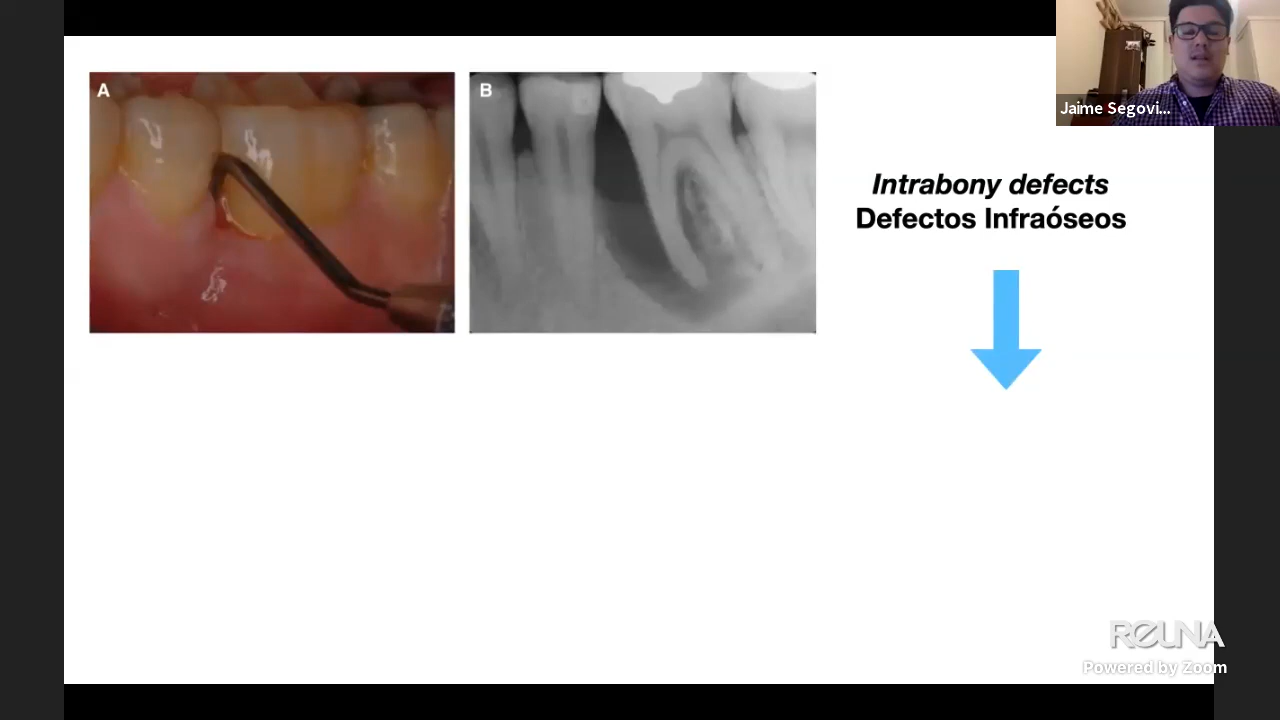 A
B
Jaime Segovi...
Intrabony defects
Defectos Infraóseos
REUNA
Powered by Zoom